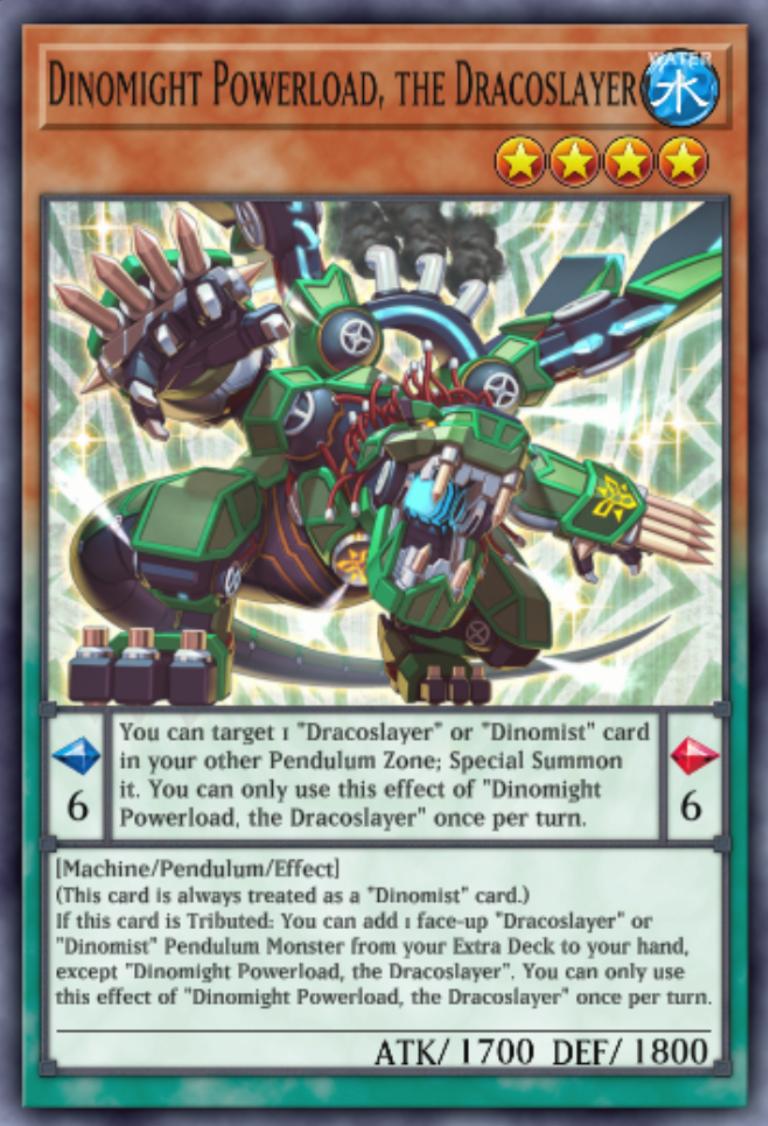 DINOMIGHT POWERLOAD, THE DRACOSLAYER
WATER
水
You can target 1 "Dracoslayer" or "Dinomist" card
in your other Pendulum Zone; Special Summon
it. You can only use this effect of "Dinomight
Powerload, the Dracoslayer" once per turn.
6
6
[Machine/Pendulum/Effect]
(This card is always treated as a "Dinomist" card.)
If this card is Tributed: You can add 1 face-up "Dracoslayer" or
"Dinomist" Pendulum Monster from your Extra Deck to your hand,
except "Dinomight Powerload, the Dracoslayer". You can only use
this effect of "Dinomight Powerload, the Dracoslayer" once per turn.
ATK/ 1700 DEF/ 1800